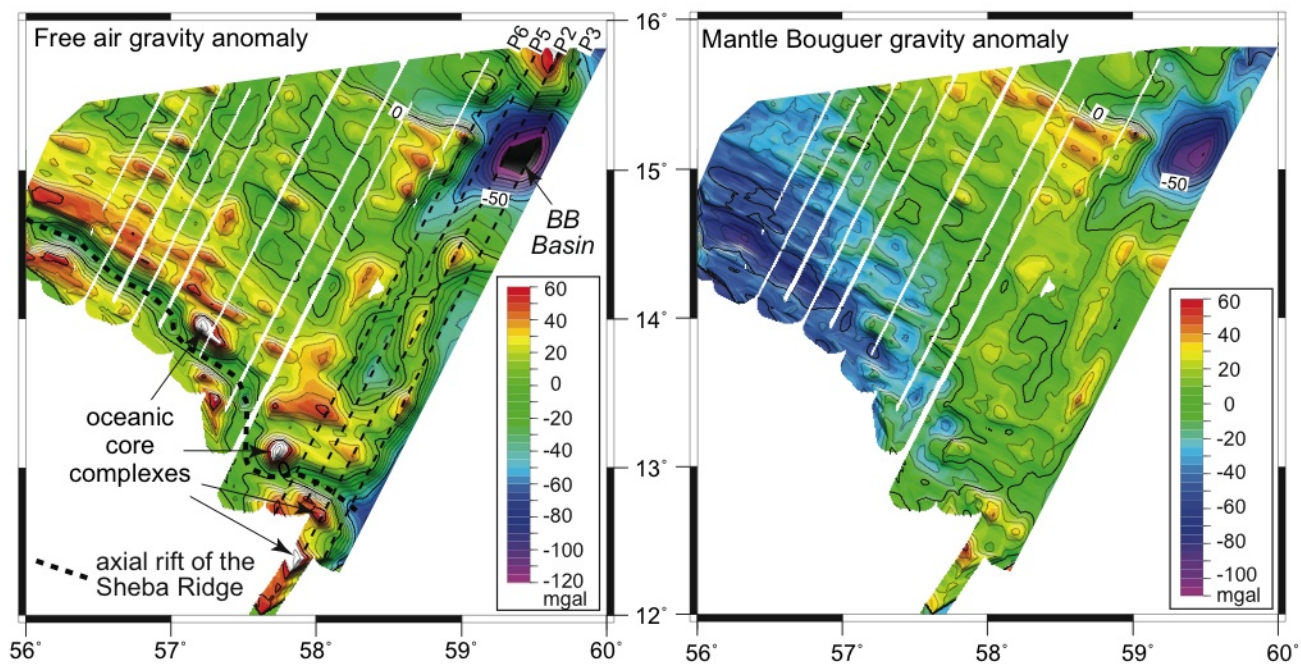 Free air gravity anomaly
P6 P5 P2 P3
0
-50
BB
Basin
oceanic
core
complexes
0
axial rift of the
Sheba Ridge
60
40
20
0
-20
-40
-60
-80
-100
-120
mgal
56° 57° 58° 59° 60°
16°
15°
14°
13°
12°
Mantle Bouguer gravity anomaly
0
-50
60
40
20
0
-20
-40
-60
-80
-100
mgal
56° 57° 58° 59° 60°